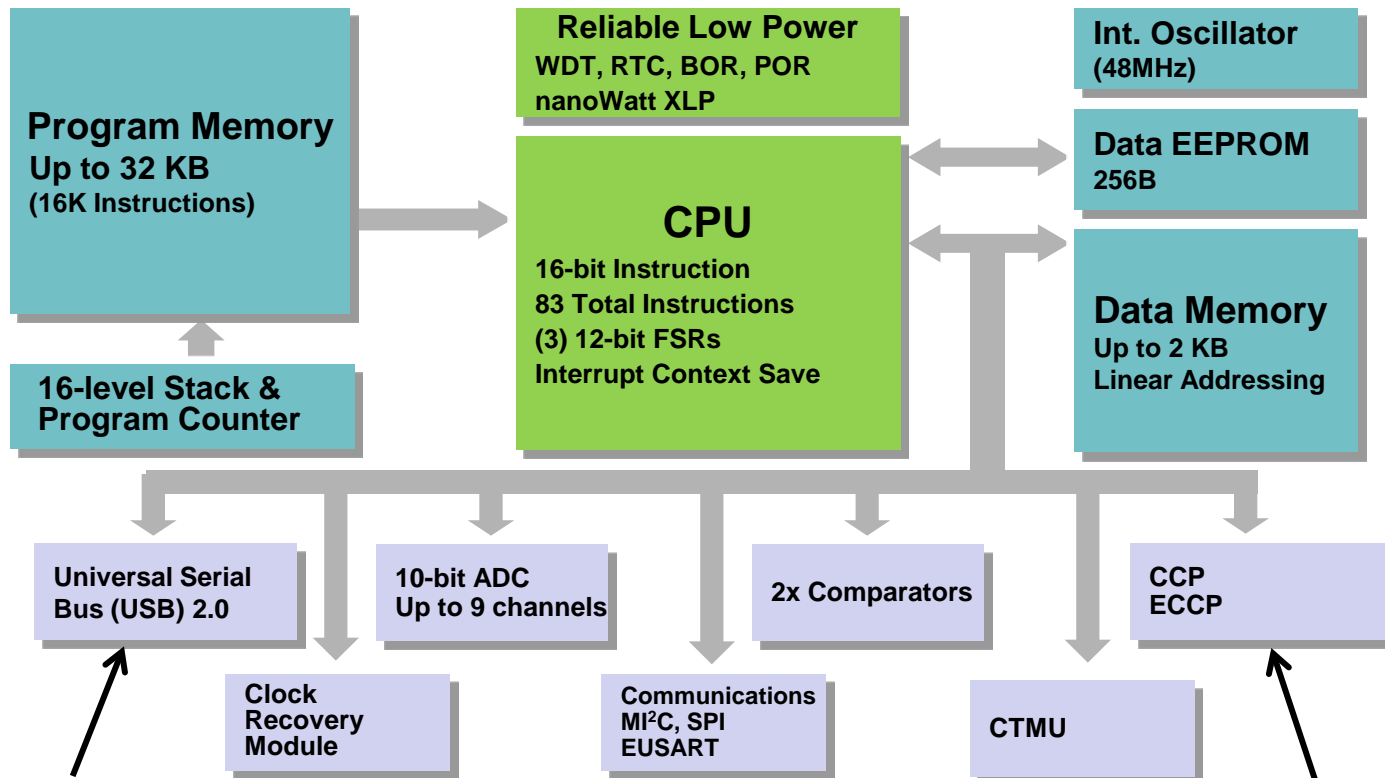 Program Memory
Up to 32 KB
(16K Instructions)
16-level Stack &
Program Counter
Reliable Low Power
WDT, RTC, BOR, POR
nanoWatt XLP
CPU
16-bit Instruction
83 Total Instructions
(3) 12-bit FSRs
Interrupt Context Save
Int. Oscillator
(48MHz)
Data EEPROM
256B
Data Memory
Up to 2 KB
Linear Addressing
Universal Serial
Bus (USB) 2.0
10-bit ADC
Up to 9 channels
2x Comparators
CCP
ECCP
Clock
Recovery
Module
Communications
MI²C, SPI
EUSART
CTMU